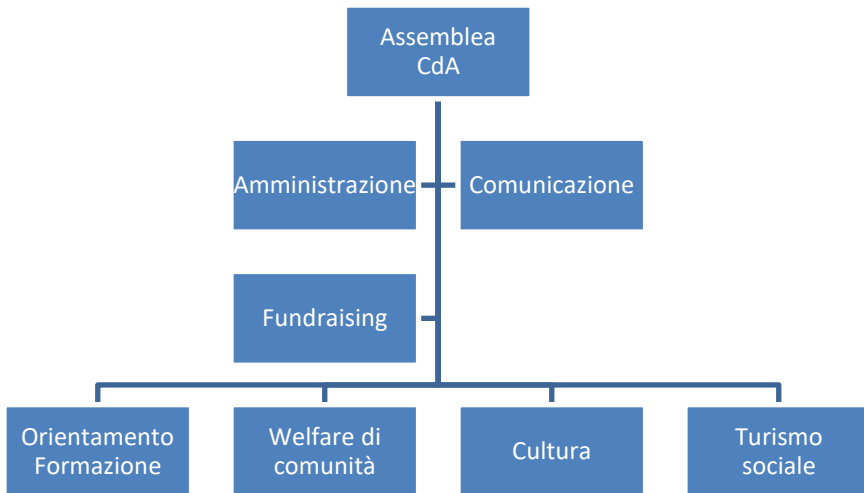 Assemblea
CdA
Amministrazione
Comunicazione
Fundraising
Orientamento
Formazione
Welfare di
comunità
Cultura
Turismo
sociale